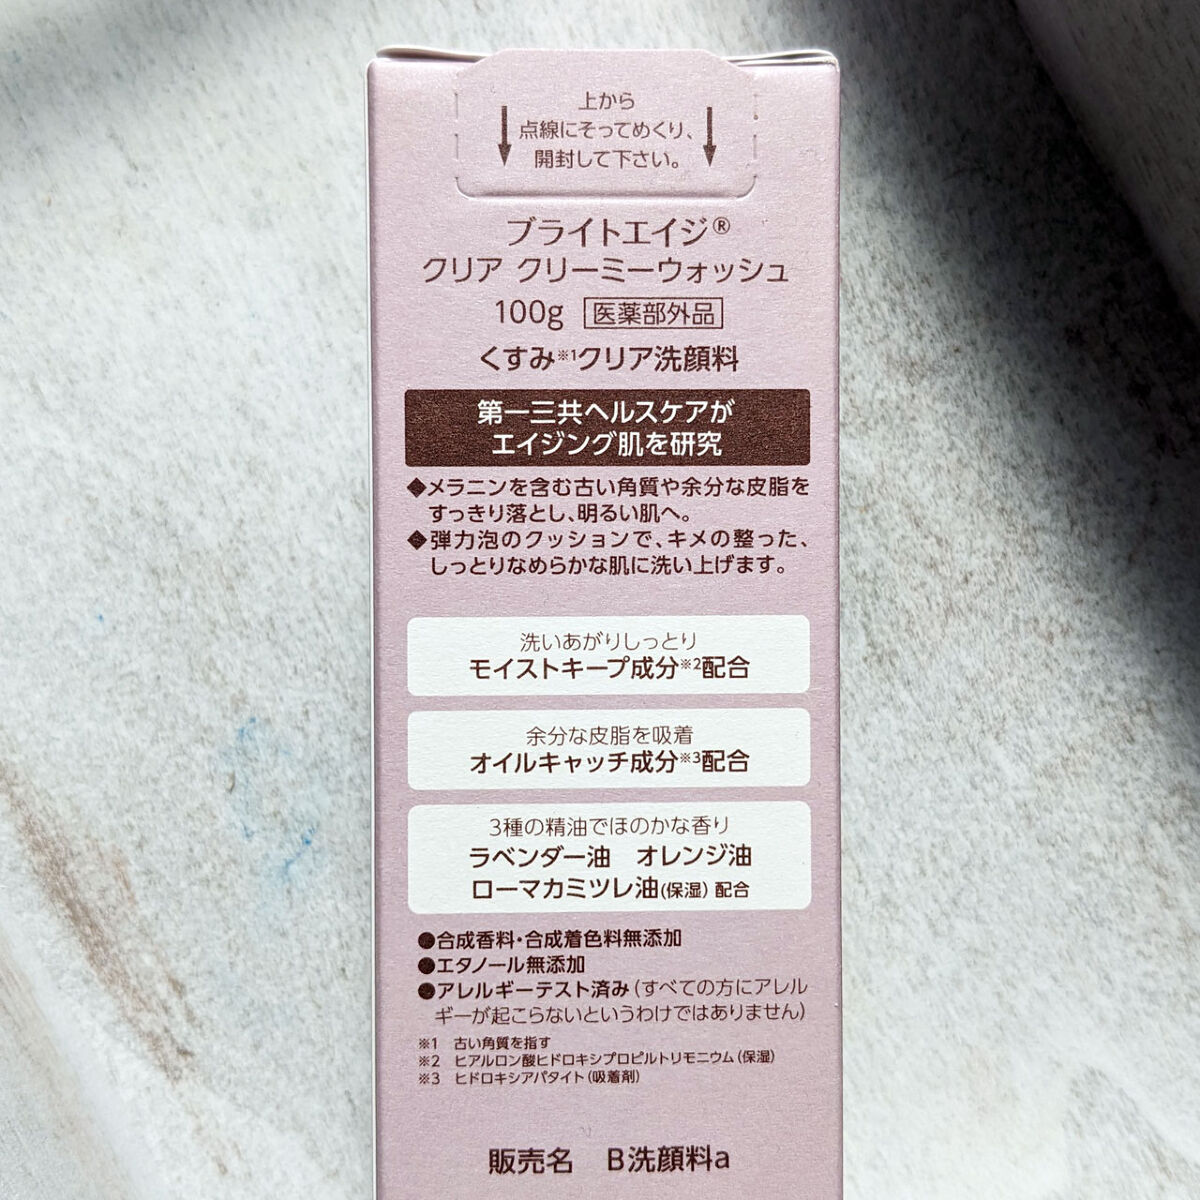 上から
点線にそってめくり、
開封して下さい。
ブライトエイジ®
クリア クリーミーウォッシュ
100g 医薬部外品
くすみ※1クリア洗顔料
第一三共ヘルスケアが
エイジング肌を研究
◆メラニンを含む古い角質や余分な皮脂を
すっきり落とし、明るい肌へ。
◆弾力泡のクッションで、キメの整った、
しっとりなめらかな肌に洗い上げます。
洗いあがりしっとり
モイストキープ成分※2配合
余分な皮脂を吸着
オイルキャッチ成分※3配合
3種の精油でほのかな香り
ラベンダー油 オレンジ油
ローマカミツレ油(保湿) 配合
●合成香料・合成着色料無添加
●エタノール無添加
●アレルギーテスト済み(すべての方にアレル
ギーが起こらないというわけではありません)
※1 古い角質を指す
※2 ヒアルロン酸ヒドロキシプロピルトリモニウム(保湿)
※3 ヒドロキシアパタイト(吸着剤)
販売名 B洗顔料a